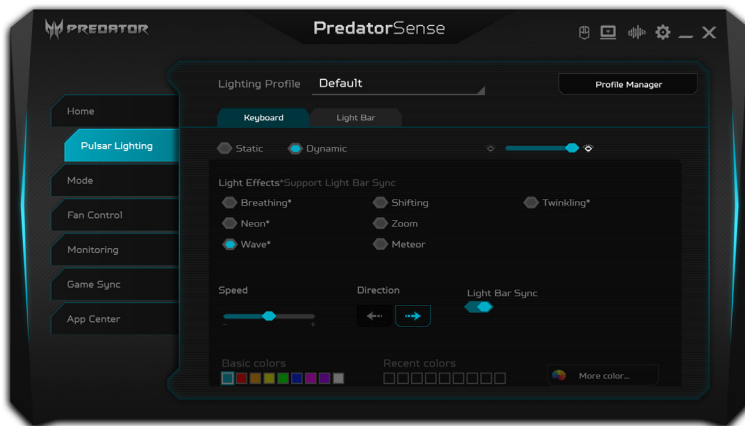 PREDATOR
PredatorSense
Lighting Profile Default
Profile Manager
Home
Pulsar Lighting
Mode
Fan Control
Monitoring
Game Sync
App Center
Keyboard
Light Bar
Static
Dynamic
Light Effects*Support Light Bar Sync
Breathing*
Shifting
Twinkling*
Neon*
Zoom
Wave*
Meteor
Speed
Direction
Light Bar Sync
- +
Basic colors
Recent colors
More color...